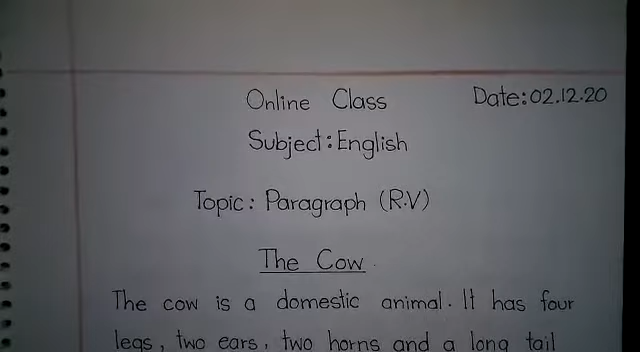 Online Class
Date:02.12.20
Subject:English
Topic: Paragraph (R.V)
The Cow
The cow is a domestic animal. It has four
legs, two ears, two horns and a long tail